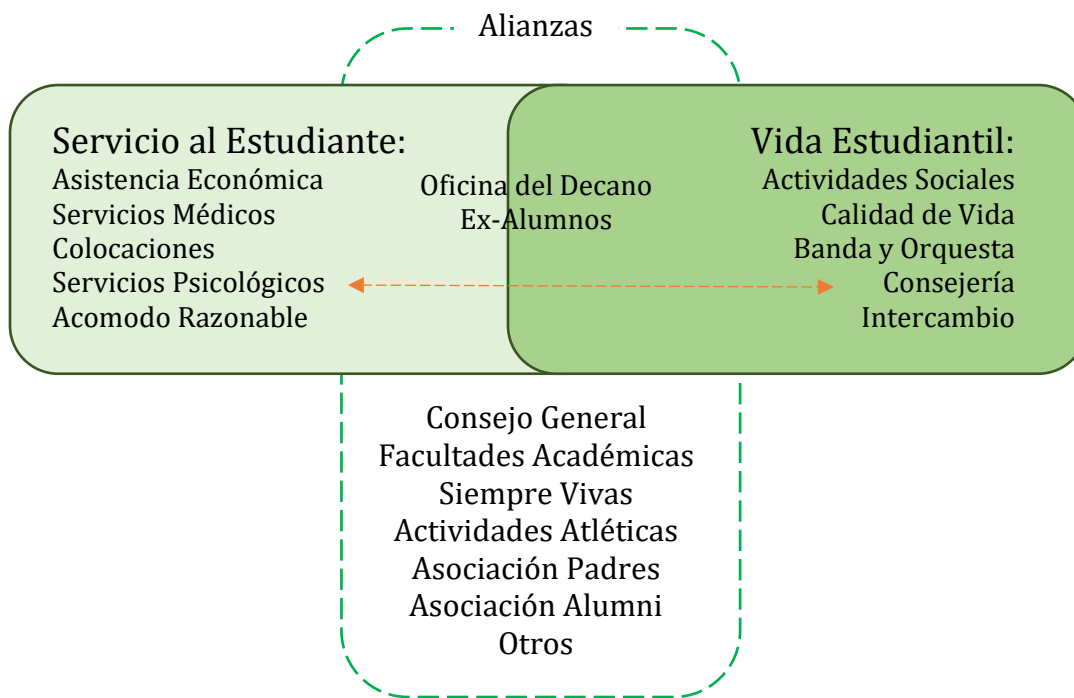 Alianzas
Servicio al Estudiante:
Asistencia Económica
Servicios Médicos
Colocaciones
Servicios Psicológicos
Acomodo Razonable
Oficina del Decano
Ex-Alumnos
Vida Estudiantil:
Actividades Sociales
Calidad de Vida
Banda y Orquesta
Consejería
Intercambio
Consejo General
Facultades Académicas
Siempre Vivas
Actividades Atléticas
Asociación Padres
Asociación Alumni
Otros